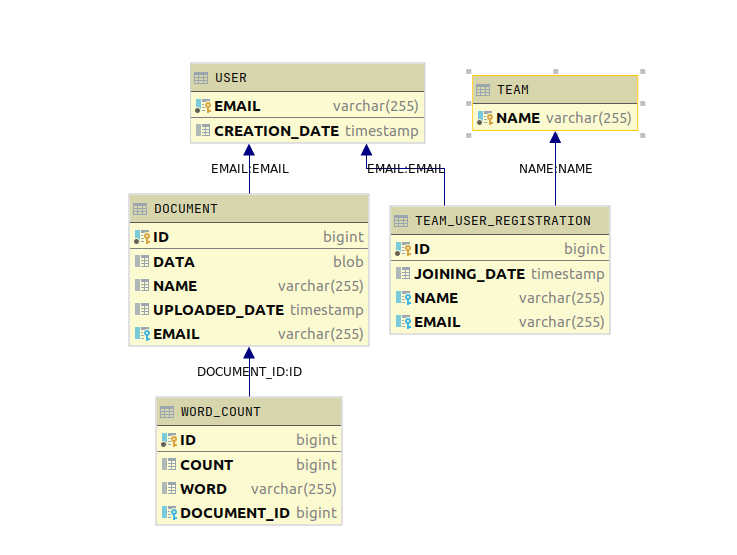 USER
EMAIL varchar(255)
CREATION_DATE timestamp
TEAM
NAME varchar(255)
EMAIL:EMAIL
EMAIL:EMAIL
NAME:NAME
DOCUMENT
ID bigint
DATA blob
NAME varchar(255)
UPLOADED_DATE timestamp
EMAIL varchar(255)
TEAM_USER_REGISTRATION
ID bigint
JOINING_DATE timestamp
NAME varchar(255)
EMAIL varchar(255)
DOCUMENT_ID:ID
WORD_COUNT
ID bigint
COUNT bigint
WORD varchar(255)
DOCUMENT_ID bigint